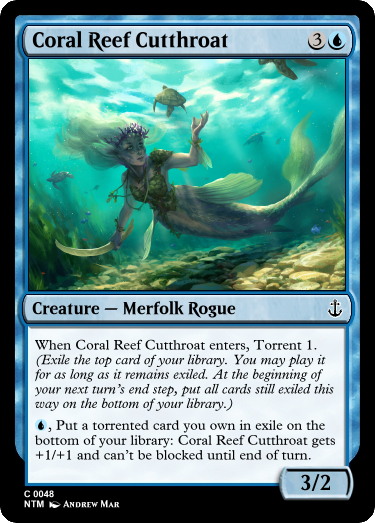 Coral Reef Cutthroat 3
Creature — Merfolk Rogue
When Coral Reef Cutthroat enters, Torrent 1.
(Exile the top card of your library. You may play it
for as long as it remains exiled. At the beginning of
your next turn's end step, put all cards still exiled this
way on the bottom of your library.)
, Put a torrented card you own in exile on the
bottom of your library: Coral Reef Cutthroat gets
+1/+1 and can't be blocked until end of turn.
3/2
C 0048
NTM Andrew Mar